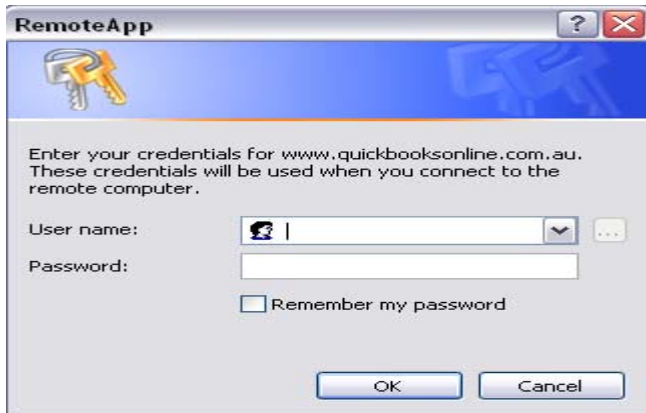 RemoteApp
Enter your credentials for www.quickbooksonline.com.au.
These credentials will be used when you connect to the
remote computer.
User name:
...
Password:
Remember my password
OK
Cancel